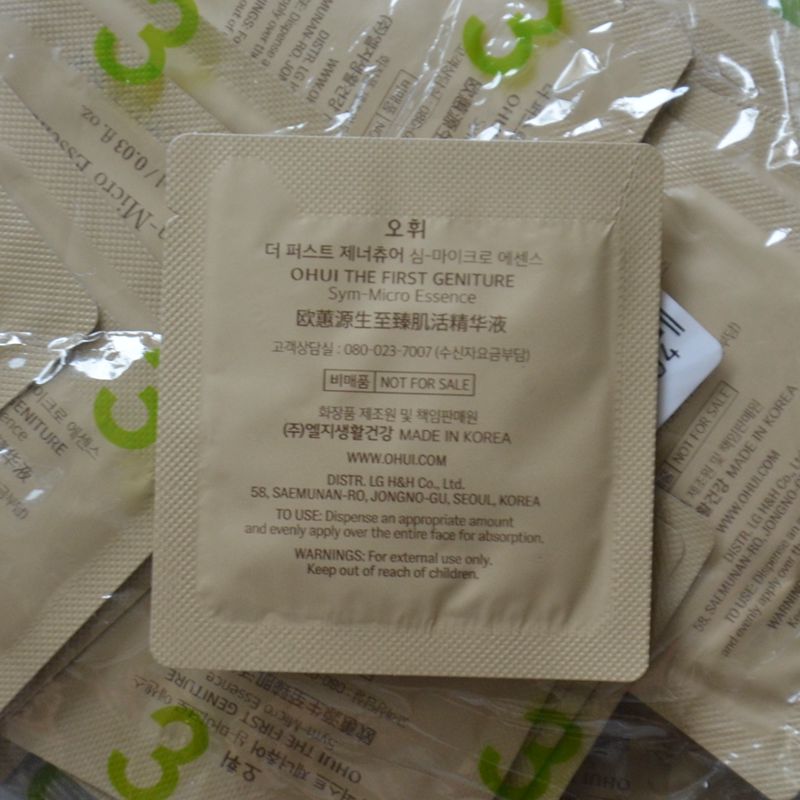 오휘
더 퍼스트 제너츄어 심-마이크로 에센스
OHUI THE FIRST GENITURE
Sym-Micro Essence
欧蕙源生至臻肌活精华液
고객상담실 : 080-023-7007 (수신자요금부담)
비매품 NOT FOR SALE
화장품 제조원 및 책임판매원
(주)엘지생활건강 MADE IN KOREA
WWW.OHUI.COM
DISTR. LG H&H Co., Ltd.
58, SAEMUNAN-RO, JONGNO-GU, SEOUL, KOREA
TO USE: Dispense an appropriate amount
and evenly apply over the entire face for absorption.
WARNINGS: For external use only.
Keep out of reach of children.